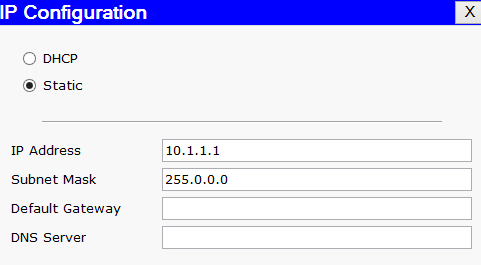 IP Configuration X
DHCP
Static
IP Address 10.1.1.1
Subnet Mask 255.0.0.0
Default Gateway
DNS Server